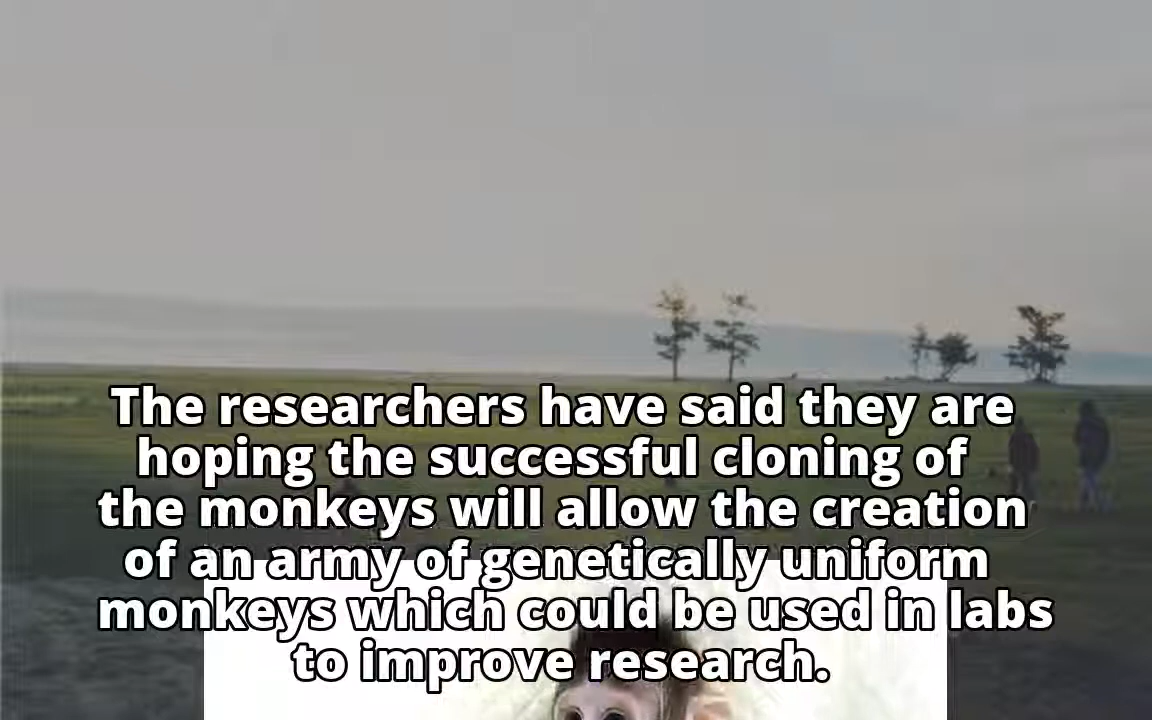 The researchers have said they are
hoping the successful cloning of
the monkeys will allow the creation
of an army of genetically uniform
monkeys which could be used in labs
to improve research.